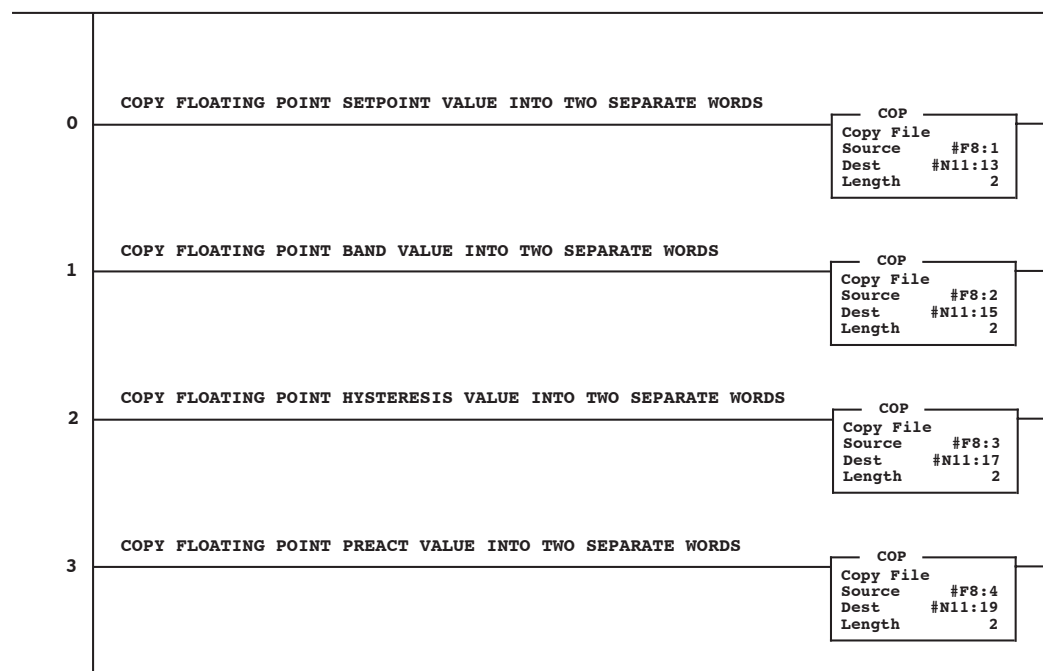 COPY FLOATING POINT SETPOINT VALUE INTO TWO SEPARATE WORDS
0
COP
Copy File
Source #F8:1
Dest #N11:13
Length 2
COPY FLOATING POINT BAND VALUE INTO TWO SEPARATE WORDS
1
COP
Copy File
Source #F8:2
Dest #N11:15
Length 2
COPY FLOATING POINT HYSTERESIS VALUE INTO TWO SEPARATE WORDS
2
COP
Copy File
Source #F8:3
Dest #N11:17
Length 2
COPY FLOATING POINT PREACT VALUE INTO TWO SEPARATE WORDS
3
COP
Copy File
Source #F8:4
Dest #N11:19
Length 2